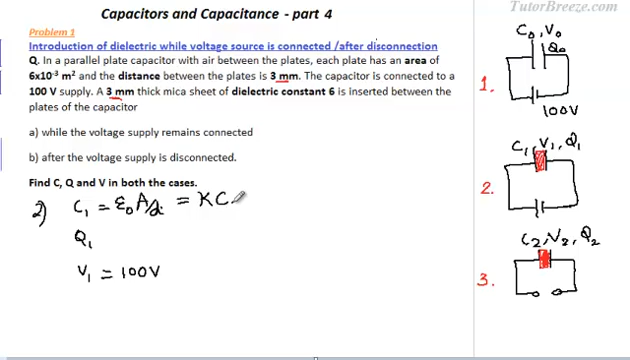 TutorBreeze.com
Capacitors and Capacitance - part 4
Problem 1
Introduction of dielectric while voltage source is connected /after disconnection
Q. In a parallel plate capacitor with air between the plates, each plate has an area of
6x10⁻³ m² and the distance between the plates is 3 mm. The capacitor is connected to a
100 V supply. A 3 mm thick mica sheet of dielectric constant 6 is inserted between the
plates of the capacitor
a) while the voltage supply remains connected
b) after the voltage supply is disconnected.
Find C, Q and V in both the cases.
2) C₁ = ε₀A/d = KC
Q₁
V₁ = 100V
C₀, V₀
Q₀
1.
100V
C₁, V₁, Q₁
2.
C₂, V₂, Q₂
3.